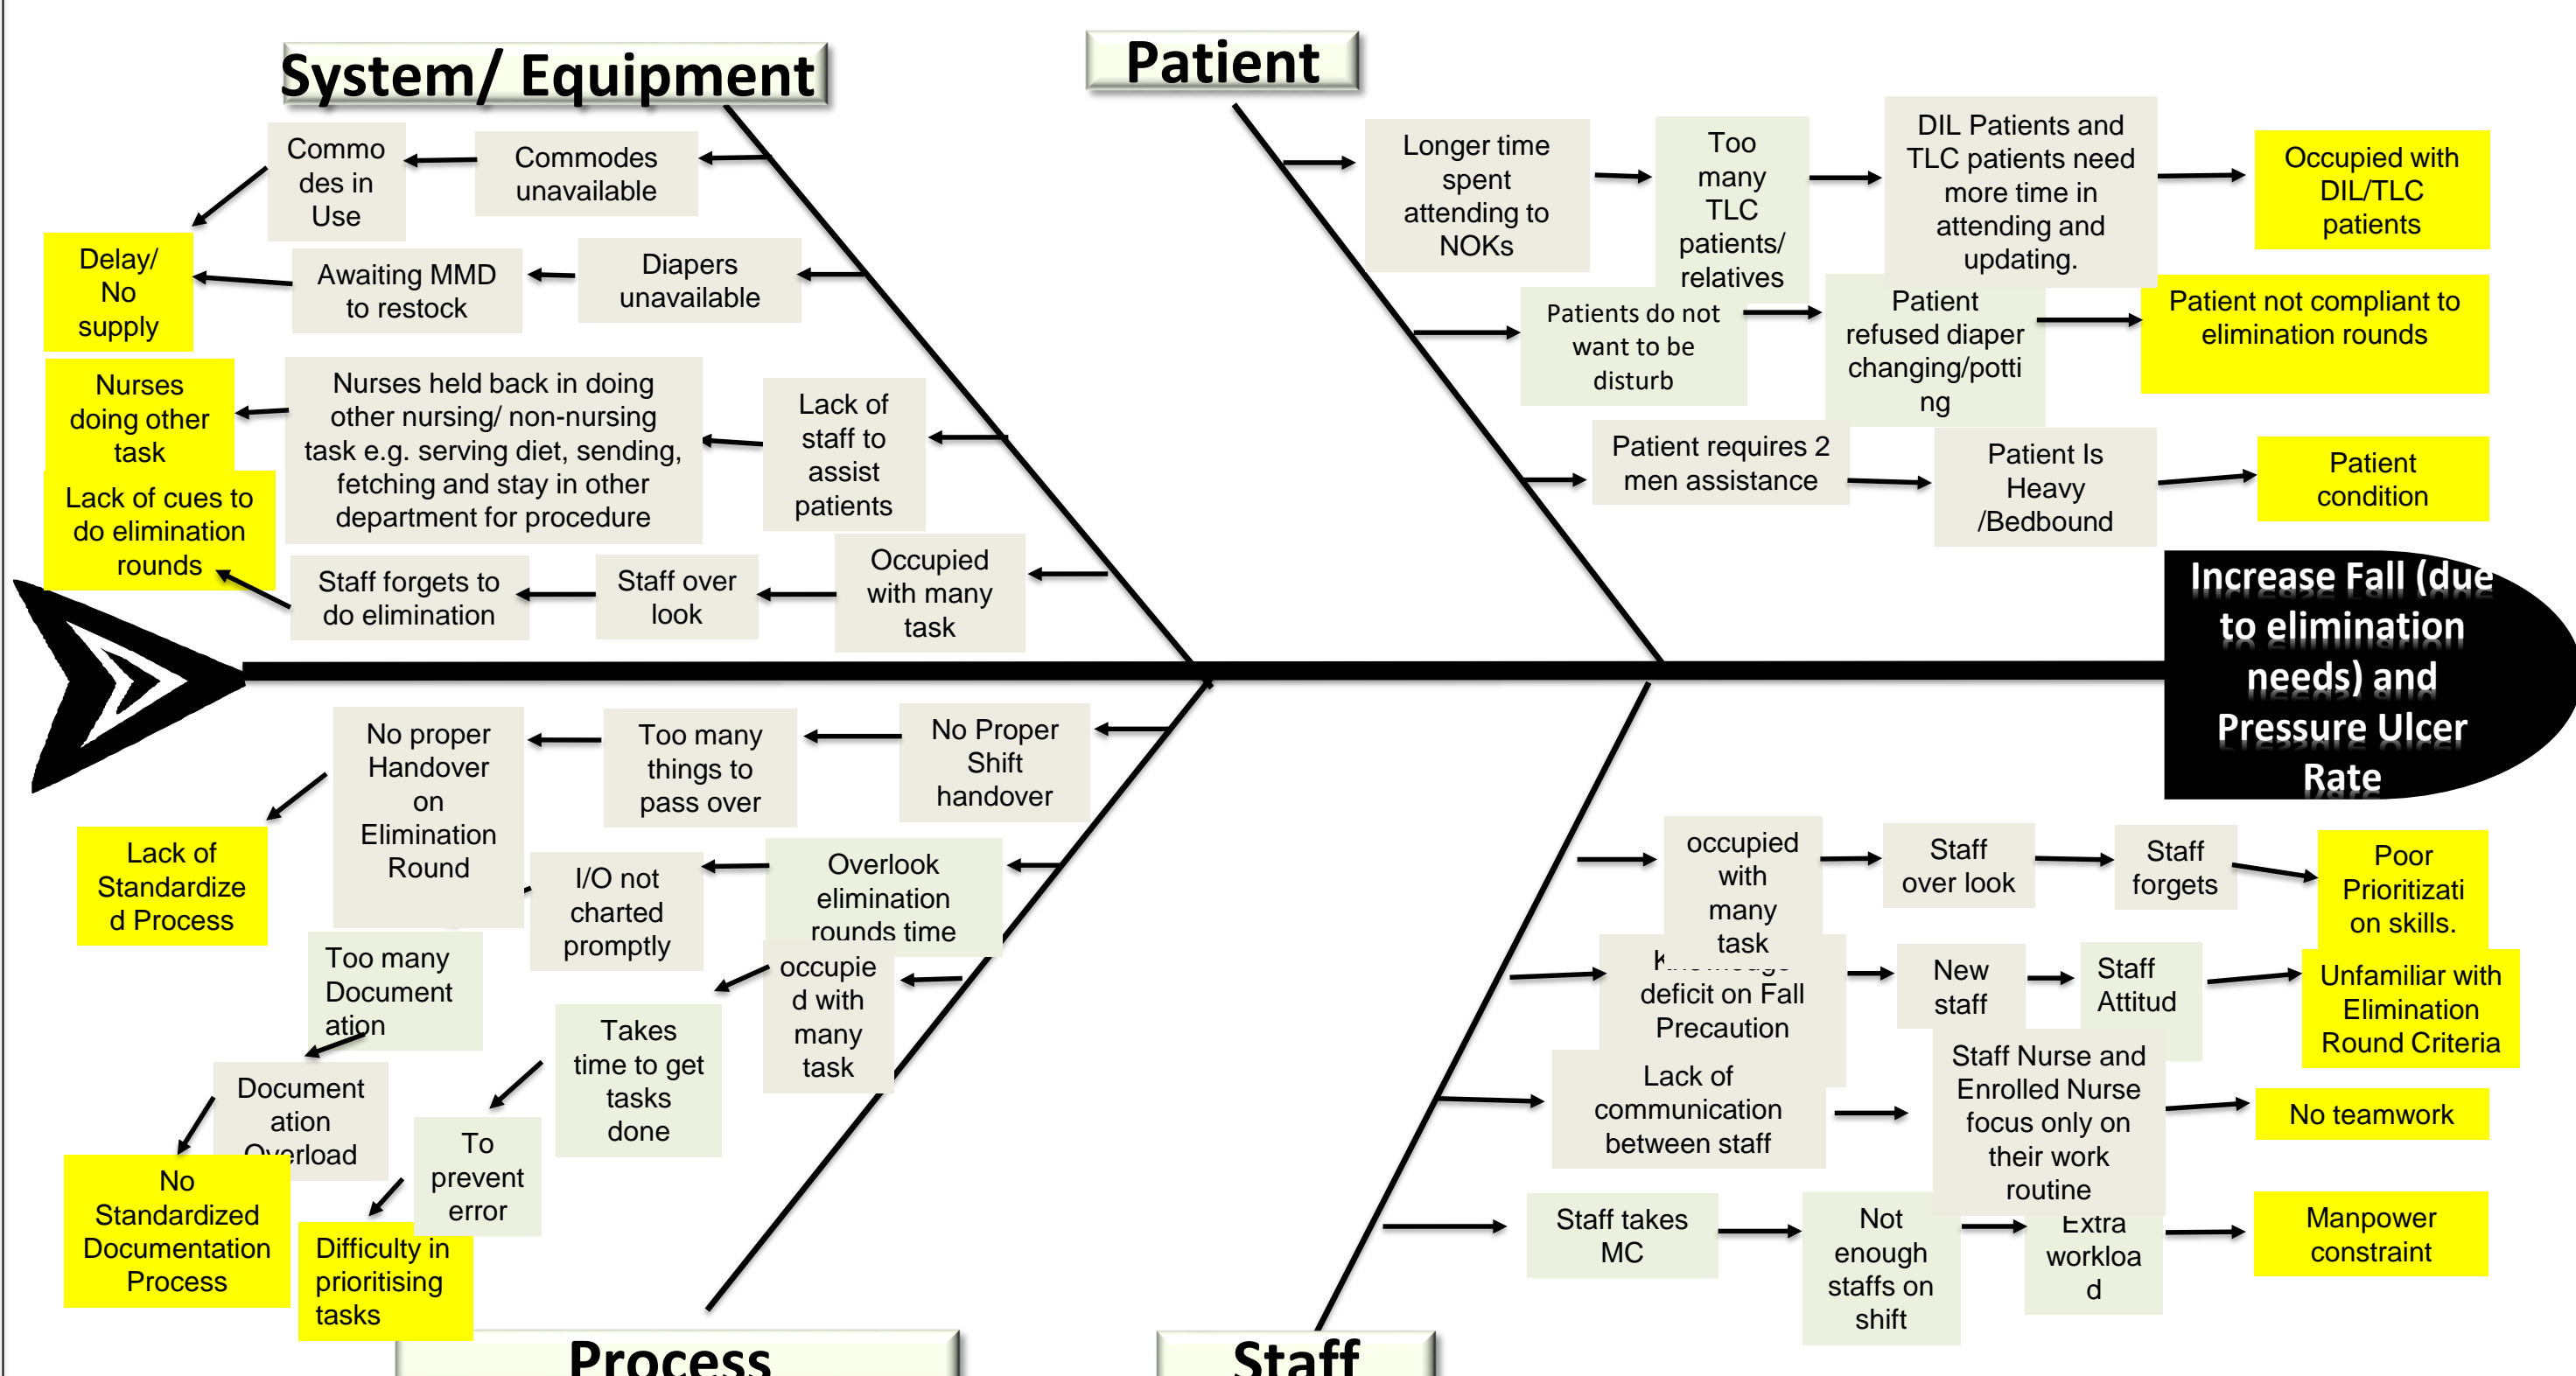 System/ Equipment
Patient
Commo
des in
Use
Commodes
unavailable
Delay/
No
supply
Awaiting MMD
to restock
Diapers
unavailable
Nurses
doing other
task
Nurses held back in doing
other nursing/ non-nursing
task e.g. serving diet, sending,
fetching and stay in other
department for procedure
Lack of
staff to
assist
patients
Lack of cues to
do elimination
rounds
Staff forgets to
do elimination
Staff over
look
Occupied
with many
task
Longer time
spent
attending to
NOKs
Too
many
TLC
patients/
relatives
DIL Patients and
TLC patients need
more time in
attending and
updating.
Occupied with
DIL/TLC
patients
Patients do not
want to be
disturb
Patient
refused diaper
changing/potti
ng
Patient not compliant to
elimination rounds
Patient requires 2
men assistance
Patient Is
Heavy
/Bedbound
Patient
condition
Increase Fall (due
to elimination
needs) and
Pressure Ulcer
Rate
No proper
Handover
on
Elimination
Round
Too many
things to
pass over
No Proper
Shift
handover
Lack of
Standardize
d Process
I/O not
charted
promptly
Overlook
elimination
rounds time
Too many
Document
ation
Document
ation
Overload
No
Standardized
Documentation
Process
occupie
d with
many
task
Takes
time to get
tasks
done
To
prevent
error
Difficulty in
prioritising
tasks
occupied
with
many
task
Staff
over look
Staff
forgets
Poor
Prioritizati
on skills.
Knowledge
deficit on Fall
Precaution
New
staff
Staff
Attitud
Unfamiliar with
Elimination
Round Criteria
Lack of
communication
between staff
Staff Nurse and
Enrolled Nurse
focus only on
their work
routine
No teamwork
Staff takes
MC
Not
enough
staffs on
shift
Extra
workloa
d
Manpower
constraint
Process
Staff